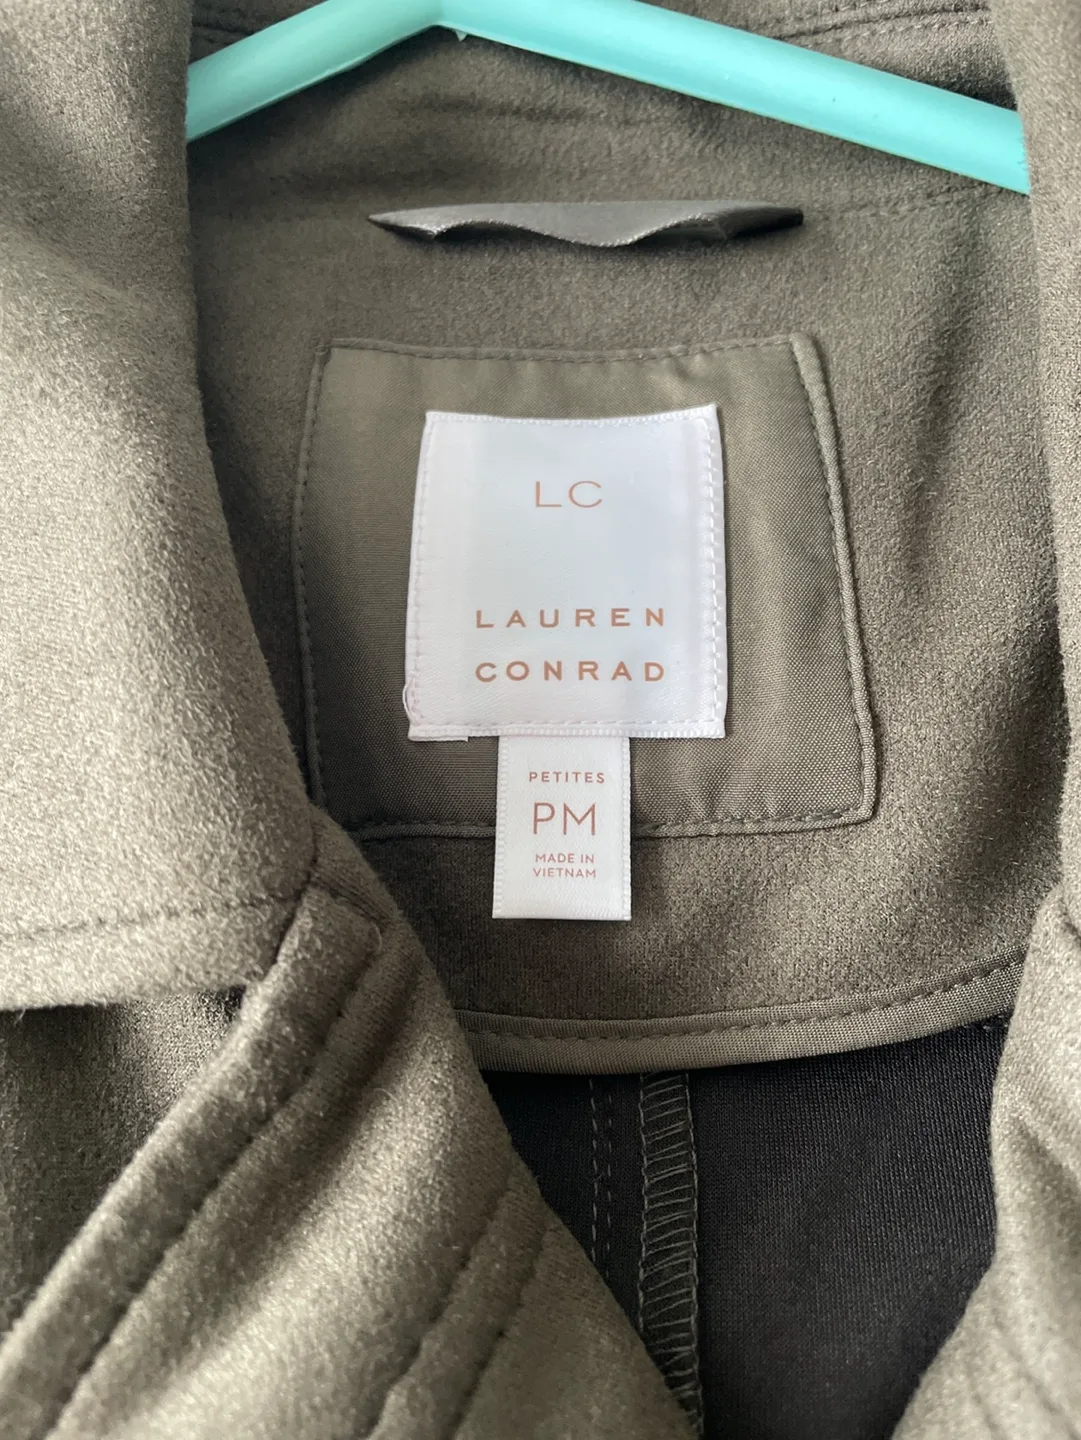 LC
LAUREN
CONRAD
PETITES
PM
MADE IN
VIETNAM